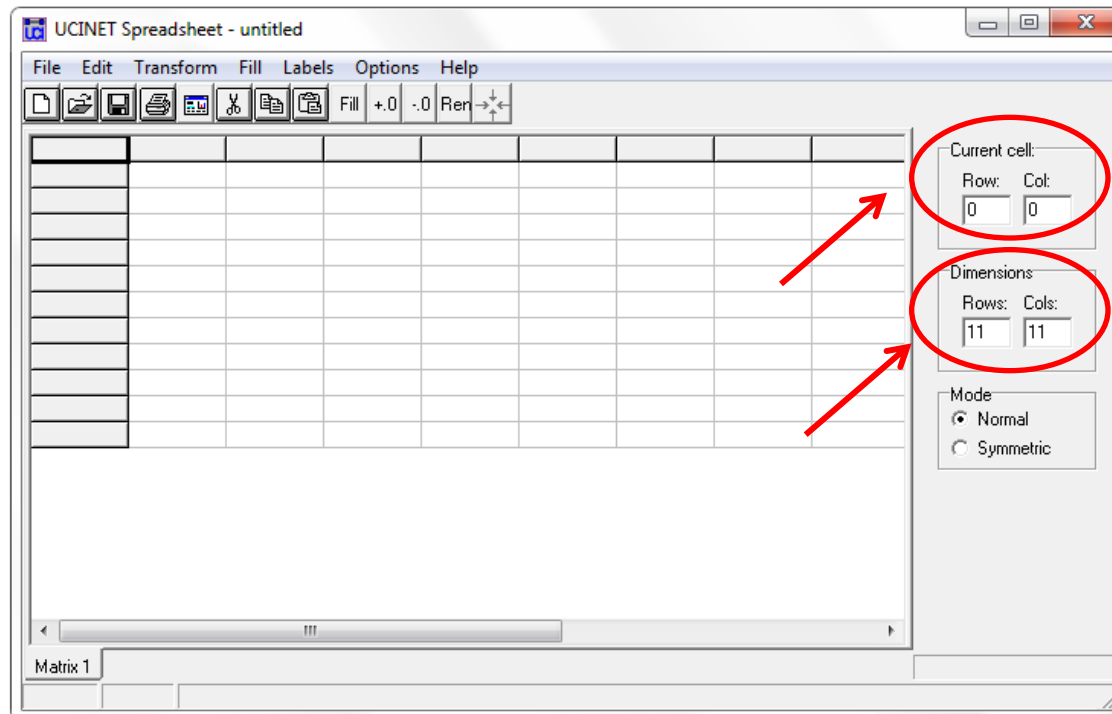 UCINET Spreadsheet - untitled
File Edit Transform Fill Labels Options Help
Fill +.0 -.0 Ren
Current cell:
Row: Col:
0 0
Dimensions
Rows: Cols:
11 11
Mode
Normal
Symmetric
Matrix 1